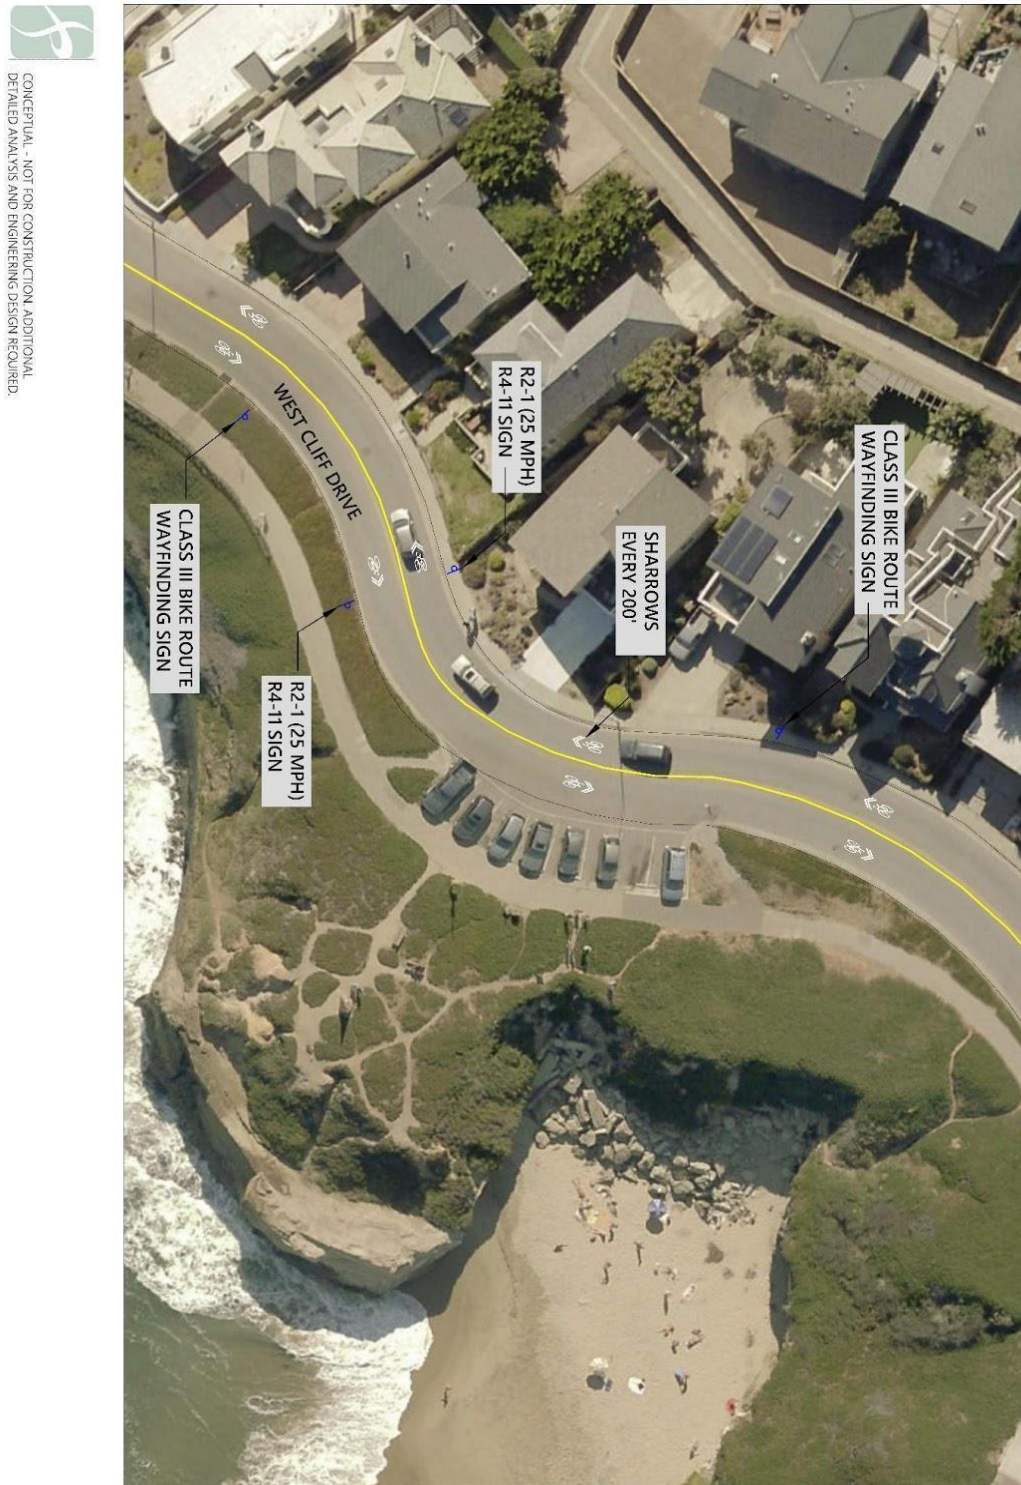 CONCEPTUAL - NOT FOR CONSTRUCTION. ADDITIONAL
DETAILED ANALYSIS AND ENGINEERING DESIGN REQUIRED.
WEST CLIFF DRIVE
R2-1 (25 MPH)
R4-11 SIGN
CLASS III BIKE ROUTE
WAYFINDING SIGN
SHARROWS
EVERY 200'
CLASS III BIKE ROUTE
WAYFINDING SIGN
R2-1 (25 MPH)
R4-11 SIGN